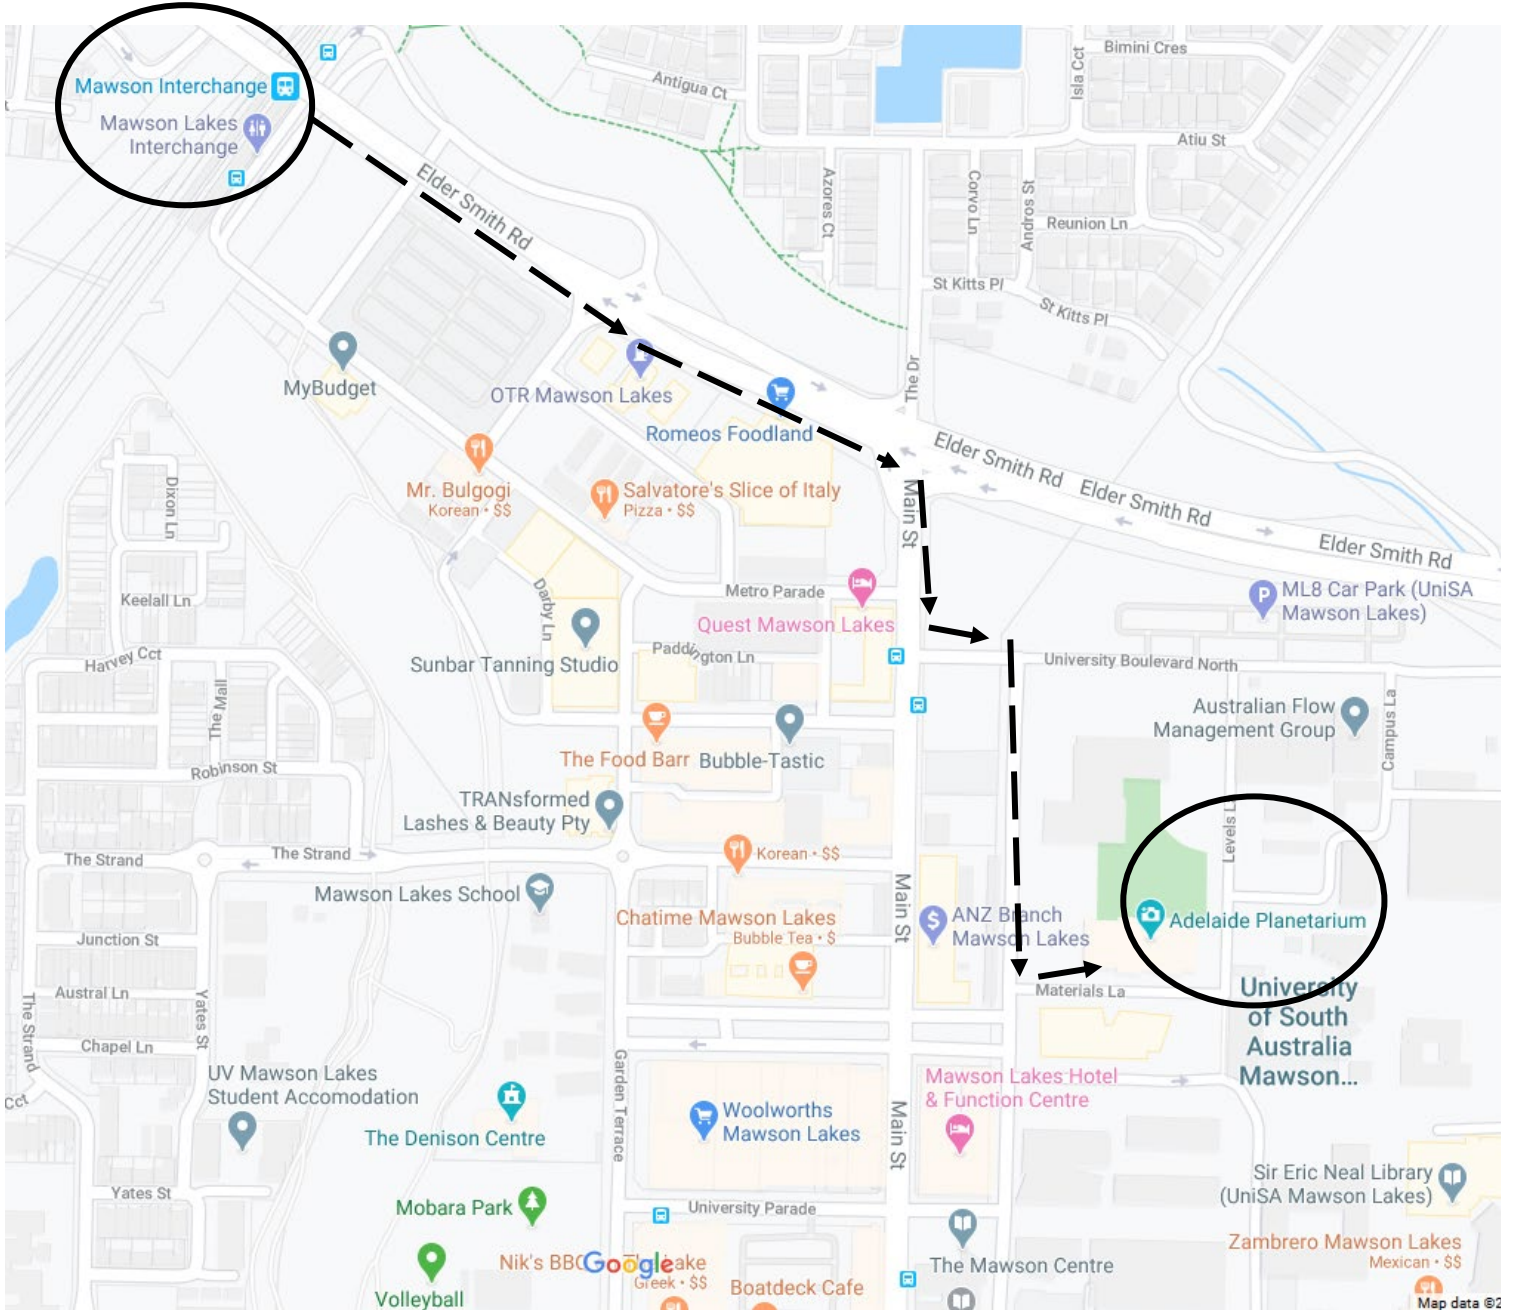 Bimini Cres
Isla Cct
Mawson Interchange
Antigua Ct
Mawson Lakes
Interchange
Atiu St
Elder Smith Rd
Azores Ct
Corvo Ln
Andros St
Reunion Ln
St Kitts Pl
St Kitts Pl
The Dr
MyBudget
OTR Mawson Lakes
Romeos Foodland
Elder Smith Rd
Elder Smith Rd
Elder Smith Rd
Mr. Bulgogi
Korean • $$
Salvatore's Slice of Italy
Pizza • $$
Main St
Dixon Ln
Keelall Ln
Darby Ln
Metro Parade
ML8 Car Park (UniSA
Mawson Lakes)
P
Quest Mawson Lakes
Harvey Cct
Sunbar Tanning Studio
Paddington Ln
University Boulevard North
The Mall
Australian Flow
Management Group
Campus La
The Food Barr
Bubble-Tastic
Robinson St
TRANsformed
Lashes & Beauty Pty
Levels L
The Strand
The Strand
Korean • $$
Mawson Lakes School
Main St
$
ANZ Branch
Mawson Lakes
Adelaide Planetarium
Chatime Mawson Lakes
Bubble Tea • $
Junction St
Austral Ln
The Strand
Yates St
Materials La
University
of South
Australia
Mawson...
Chapel Ln
UV Mawson Lakes
Student Accomodation
Garden Terrace
Mawson Lakes Hotel
& Function Centre
Cct
The Denison Centre
Woolworths
Mawson Lakes
Main St
Sir Eric Neal Library
(UniSA Mawson Lakes)
Yates St
Mobara Park
University Parade
Nik's BBQ
Google
ake
Greek • $$
Boatdeck Cafe
The Mawson Centre
Zambrero Mawson Lakes
Mexican • $$
Volleyball
Map data ©2